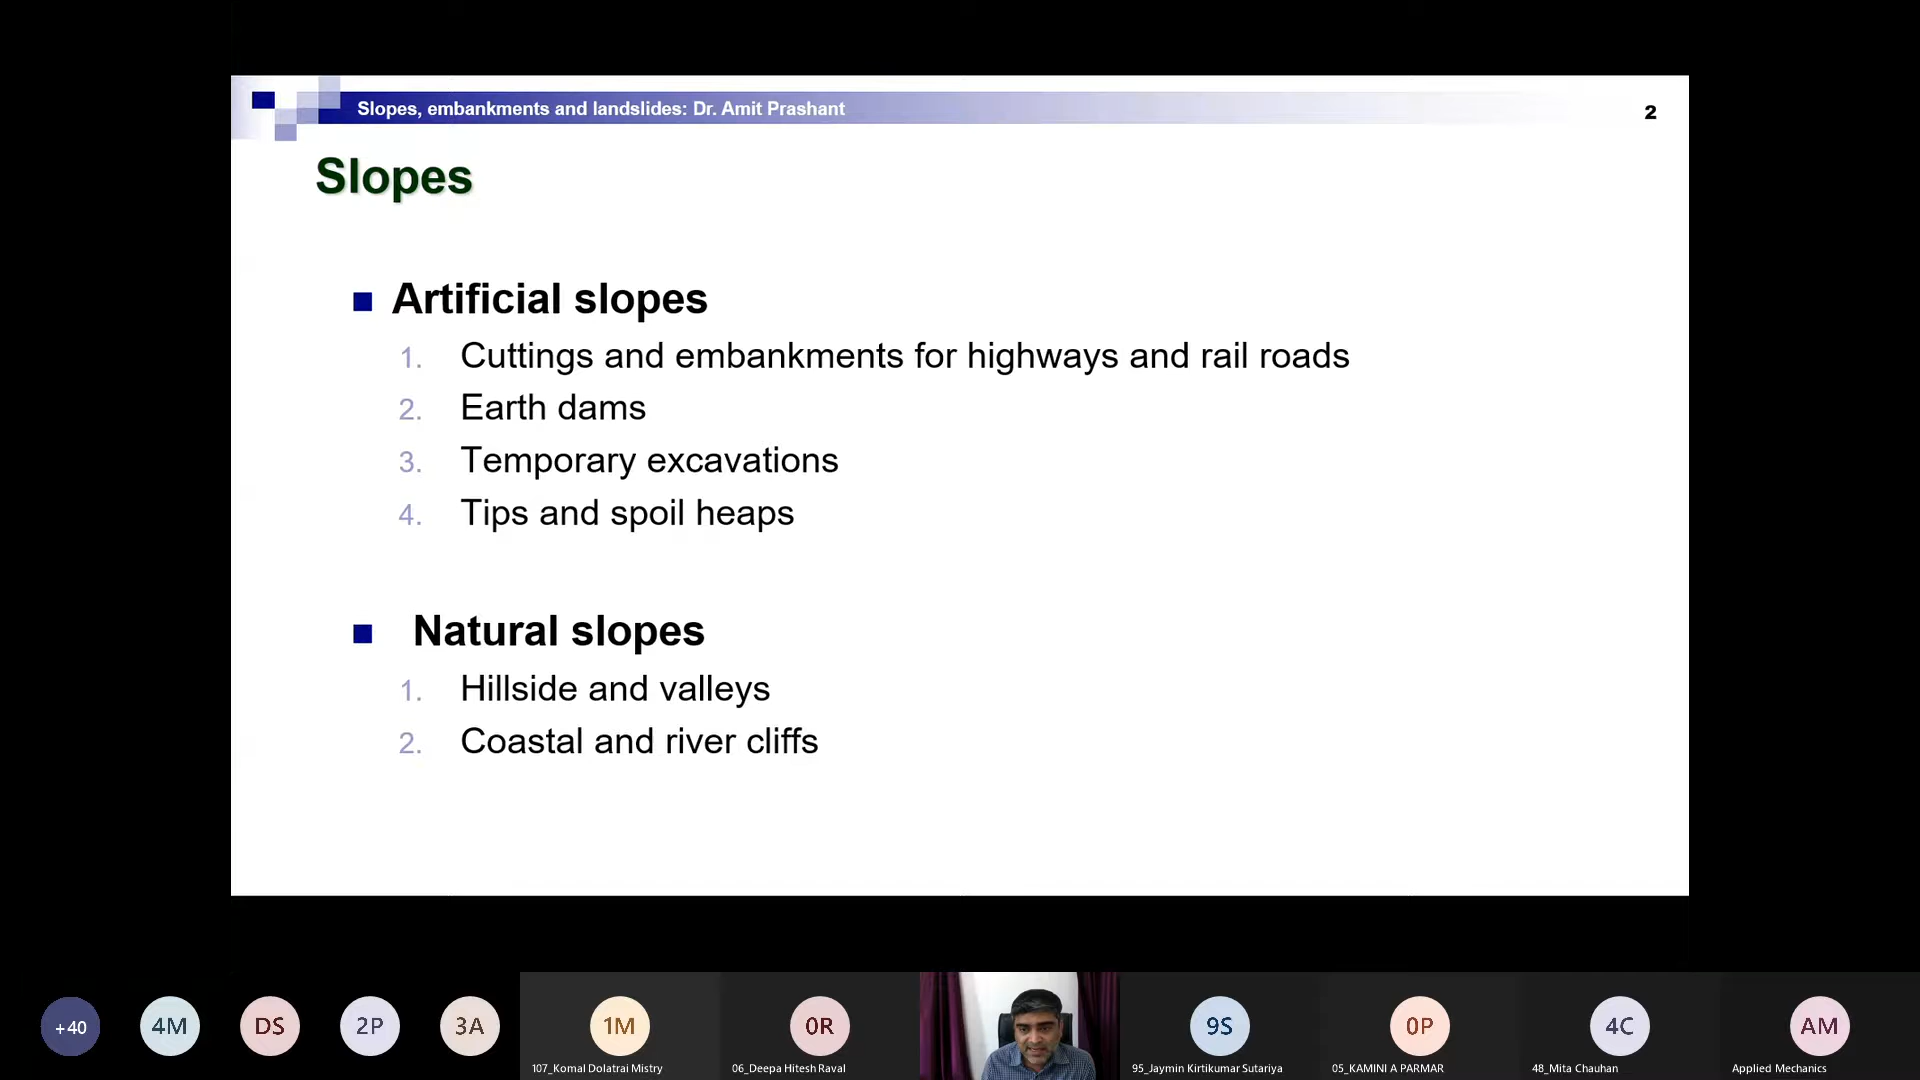 Slopes, embankments and landslides: Dr. Amit Prashant
2
Slopes
Artificial slopes
1. Cuttings and embankments for highways and rail roads
2. Earth dams
3. Temporary excavations
4. Tips and spoil heaps
Natural slopes
1. Hillside and valleys
2. Coastal and river cliffs
+40
4M
DS
2P
3A
1M
0R
9S
0P
4C
AM
107_Komal Dolatrai Mistry
06_Deepa Hitesh Raval
95_Jaymin Kirtikumar Sutariya
05_KAMINI A PARMAR
48_Mita Chauhan
Applied Mechanics